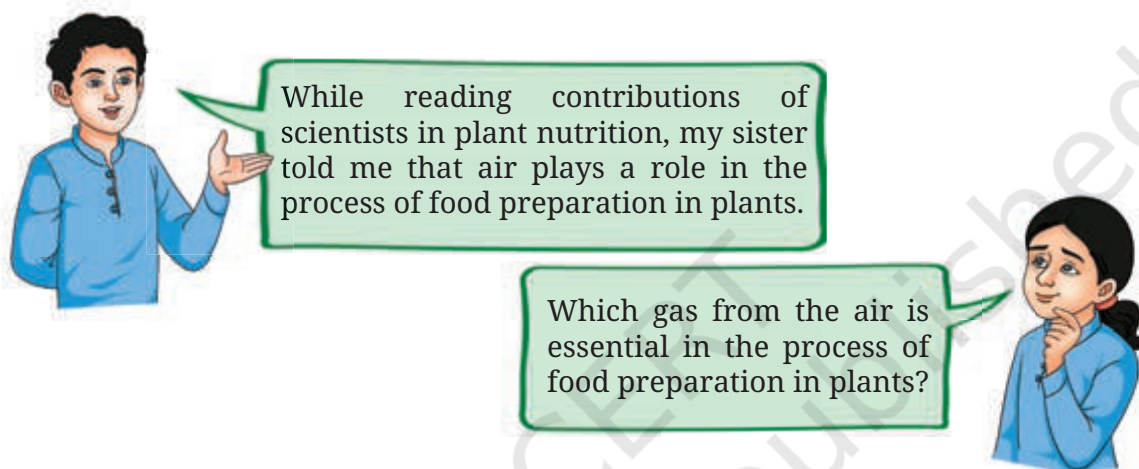 While reading contributions of
scientists in plant nutrition, my sister
told me that air plays a role in the
process of food preparation in plants.
Which gas from the air is
essential in the process of
food preparation in plants?